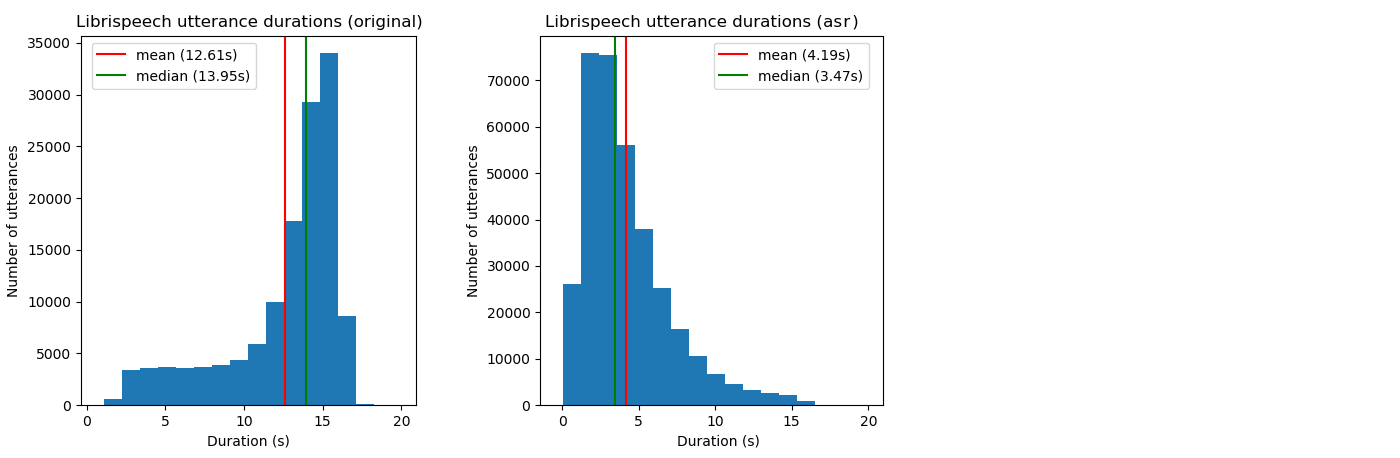 Librispeech utterance durations (original)
mean (12.61s)
median (13.95s)
Number of utterances
35000
30000
25000
20000
15000
10000
5000
0
0 5 10 15 20
Duration (s)
Librispeech utterance durations (asr)
mean (4.19s)
median (3.47s)
Number of utterances
70000
60000
50000
40000
30000
20000
10000
0
0 5 10 15 20
Duration (s)